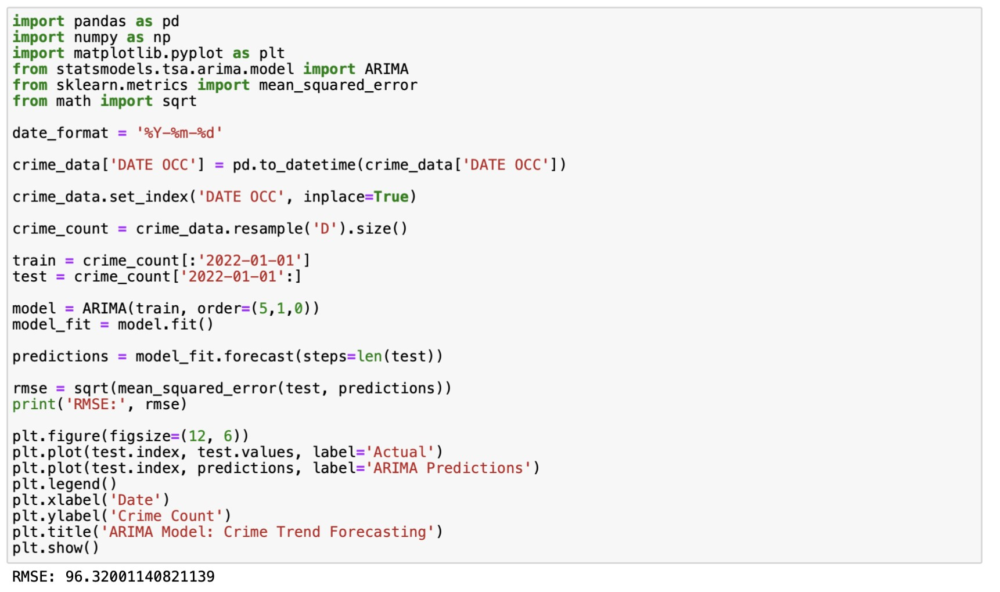 import pandas as pd
import numpy as np
import matplotlib.pyplot as plt
from statsmodels.tsa.arima.model import ARIMA
from sklearn.metrics import mean_squared_error
from math import sqrt
date_format = '%Y-%m-%d'
crime_data['DATE OCC'] = pd.to_datetime(crime_data['DATE OCC'])
crime_data.set_index('DATE OCC', inplace=True)
crime_count = crime_data.resample('D').size()
train = crime_count[:'2022-01-01']
test = crime_count['2022-01-01':]
model = ARIMA(train, order=(5,1,0))
model_fit = model.fit()
predictions = model_fit.forecast(steps=len(test))
rmse = sqrt(mean_squared_error(test, predictions))
print('RMSE:', rmse)
plt.figure(figsize=(12, 6))
plt.plot(test.index, test.values, label='Actual')
plt.plot(test.index, predictions, label='ARIMA Predictions')
plt.legend()
plt.xlabel('Date')
plt.ylabel('Crime Count')
plt.title('ARIMA Model: Crime Trend Forecasting')
plt.show()
RMSE: 96.32001140821139